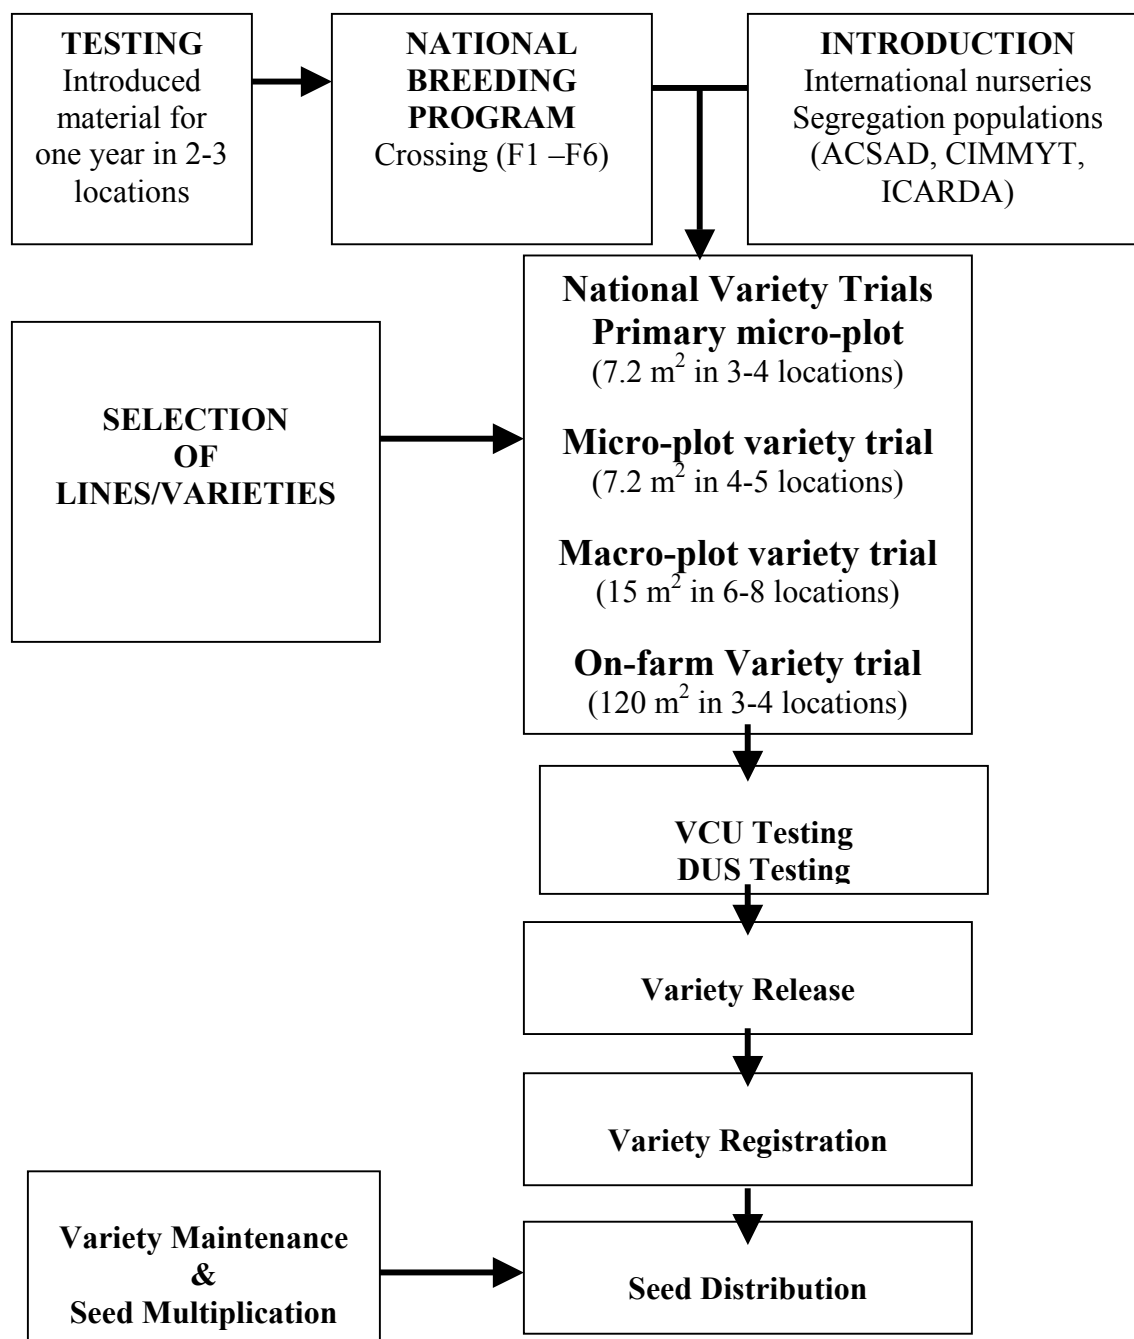 TESTING
Introduced
material for
one year in 2-3
locations
NATIONAL
BREEDING
PROGRAM
Crossing (F1 –F6)
INTRODUCTION
International nurseries
Segregation populations
(ACSAD, CIMMYT,
ICARDA)
National Variety Trials
Primary micro-plot
(7.2 m² in 3-4 locations)
Micro-plot variety trial
(7.2 m² in 4-5 locations)
Macro-plot variety trial
(15 m² in 6-8 locations)
On-farm Variety trial
(120 m² in 3-4 locations)
SELECTION
OF
LINES/VARIETIES
VCU Testing
DUS Testing
Variety Release
Variety Registration
Variety Maintenance
&
Seed Multiplication
Seed Distribution